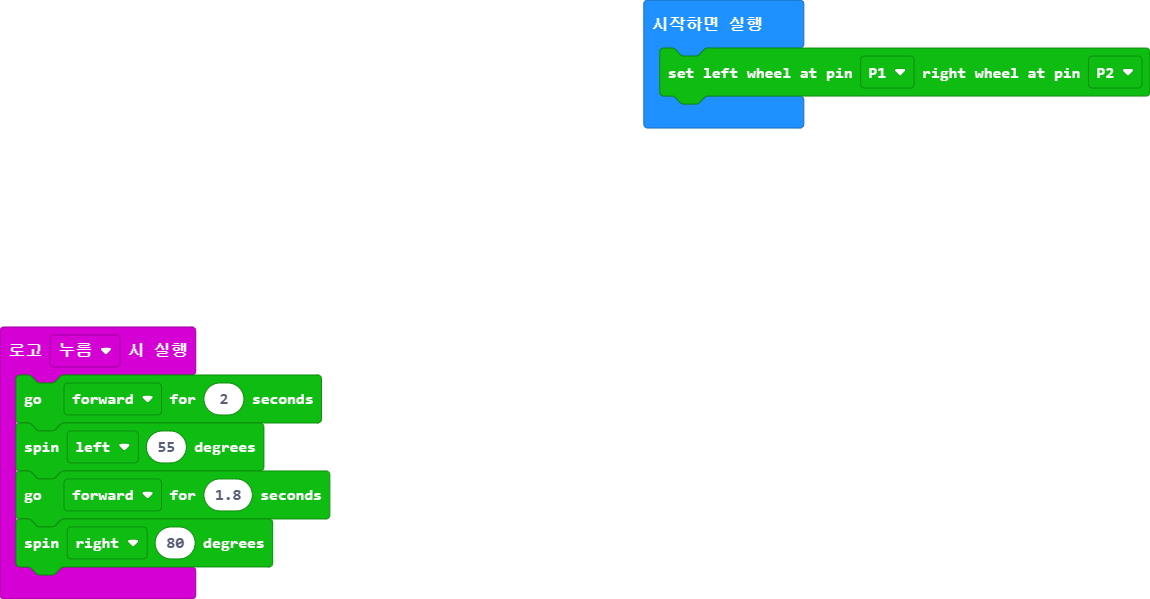 시작하면 실행
set left wheel at pin P1 right wheel at pin P2
로고 누름 시 실행
go forward for 2 seconds
spin left 55 degrees
go forward for 1.8 seconds
spin right 80 degrees